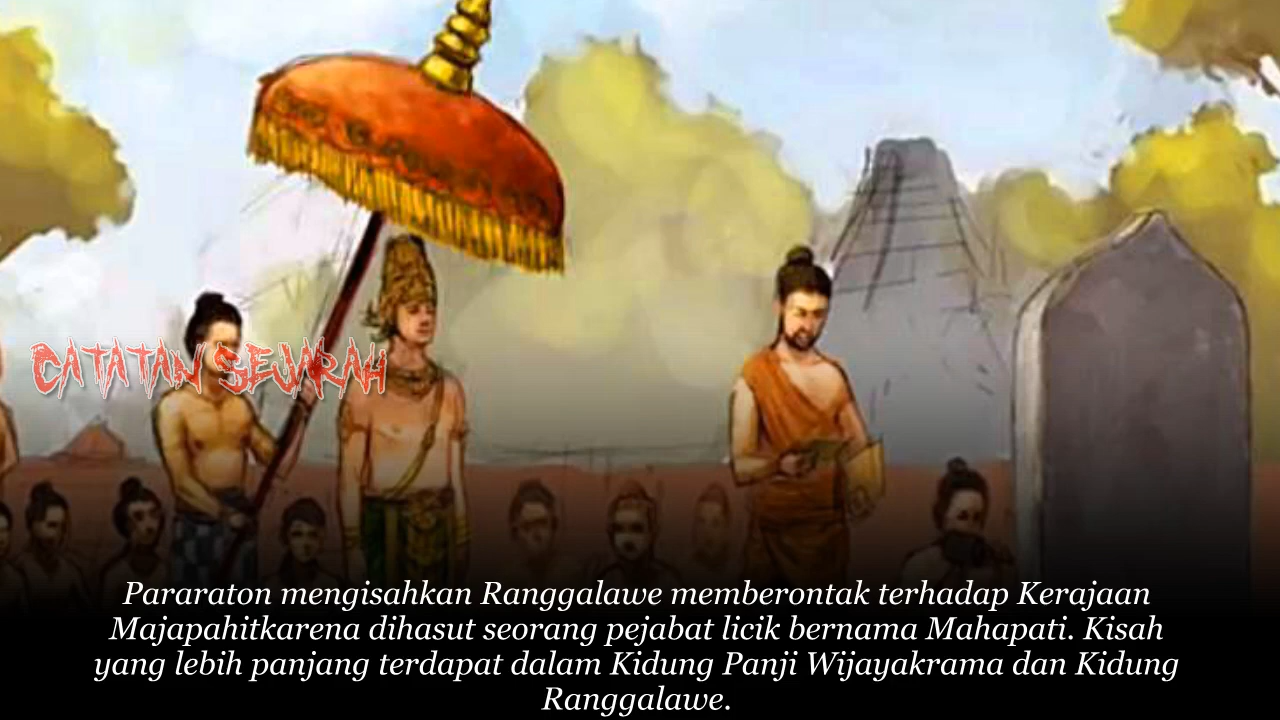 CATATAN SEJARAH
Pararaton mengisahkan Ranggalawe memberontak terhadap Kerajaan
Majapahitkarena dihasut seorang pejabat licik bernama Mahapati. Kisah
yang lebih panjang terdapat dalam Kidung Panji Wijayakrama dan Kidung
Ranggalawe.